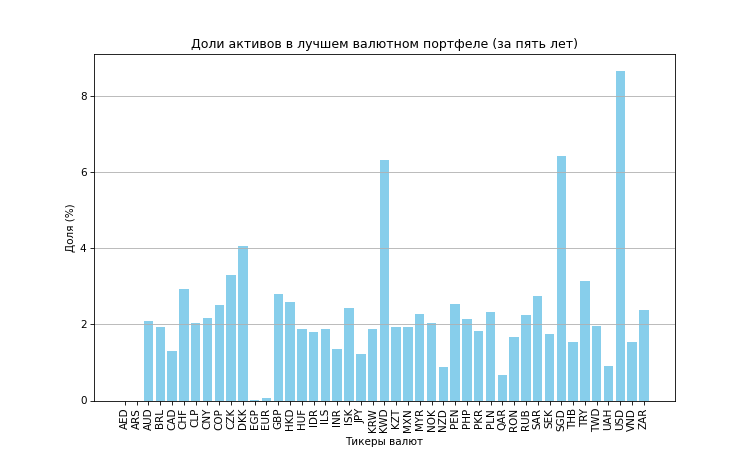 Доли активов в лучшем валютном портфеле (за пять лет)
Доля (%)
8
6
4
2
0
AED ARS AUD BRL CAD CHF CLP CNY COP CZK DKK EGP EUR GBP HKD HUF IDR ILS INR ISK JPY KRW KWD KZT MXN MYR NOK NZD PEN PHP PKR PLN QAR RON RUB SAR SEK SGD THB TRY TWD UAH USD VND ZAR
Тикеры валют